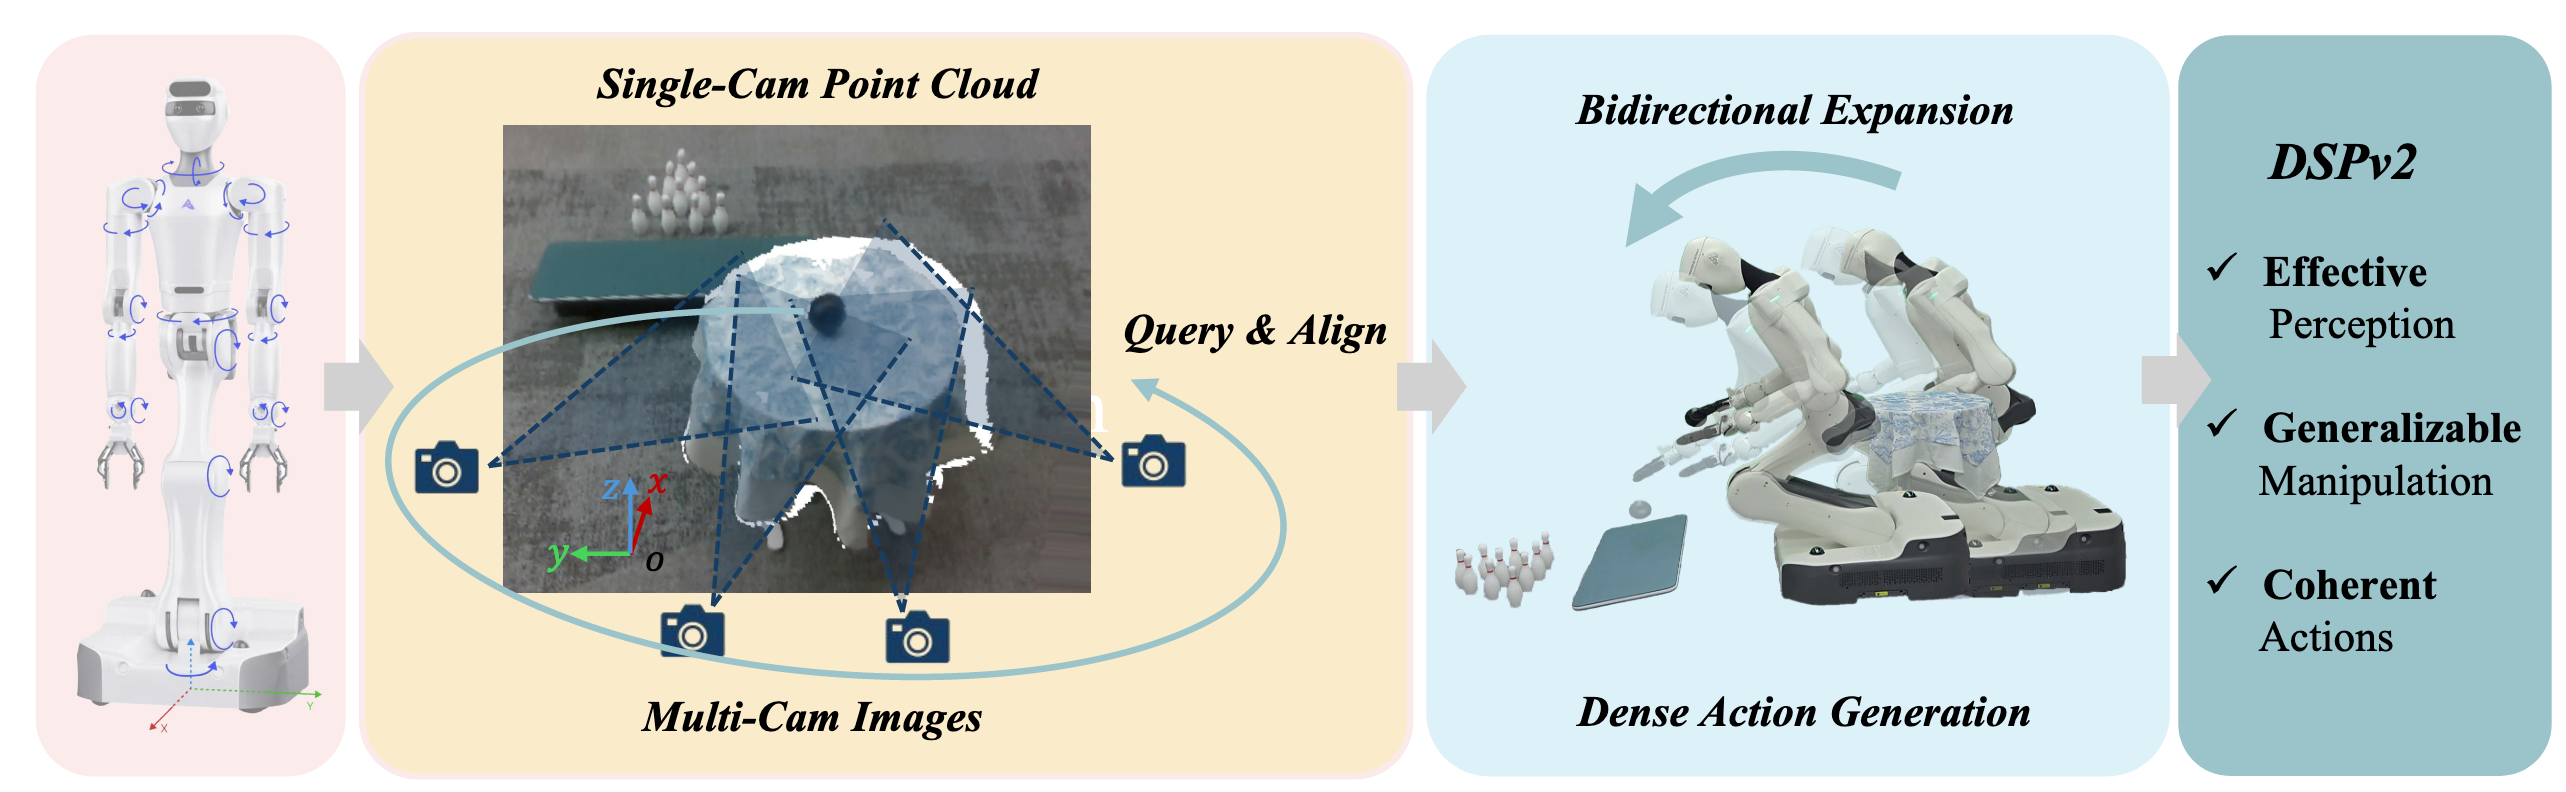 Single-Cam Point Cloud
Query & Align
z
x
y
o
Multi-Cam Images
X
Y
Bidirectional Expansion
Dense Action Generation
DSPv2
✓ Effective
Perception
✓ Generalizable
Manipulation
✓ Coherent
Actions